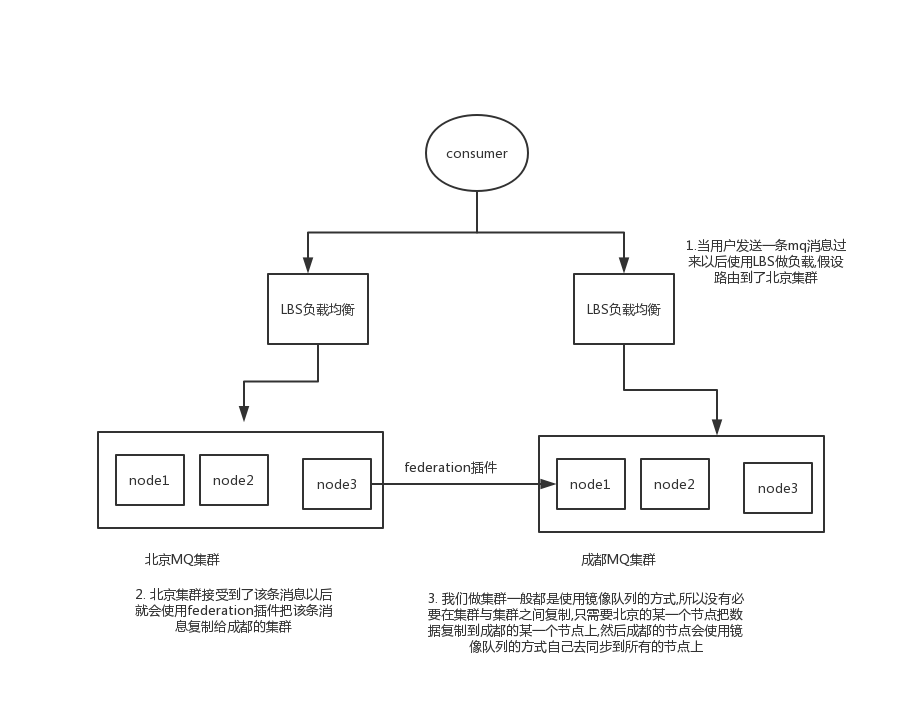 consumer
1.当用户发送一条mq消息过
来以后使用LBS做负载,假设
路由到了北京集群
LBS负载均衡
LBS负载均衡
federation插件
node1
node2
node3
node1
node2
node3
北京MQ集群
成都MQ集群
2. 北京集群接受到了该条消息以后
就会使用federation插件把该条消
息复制给成都的集群
3. 我们做集群一般都是使用镜像队列的方式,所以没有必
要在集群与集群之间复制,只需要北京的某一个节点把数
据复制到成都的某一个节点上,然后成都的节点会使用镜
像队列的方式自己去同步到所有的节点上